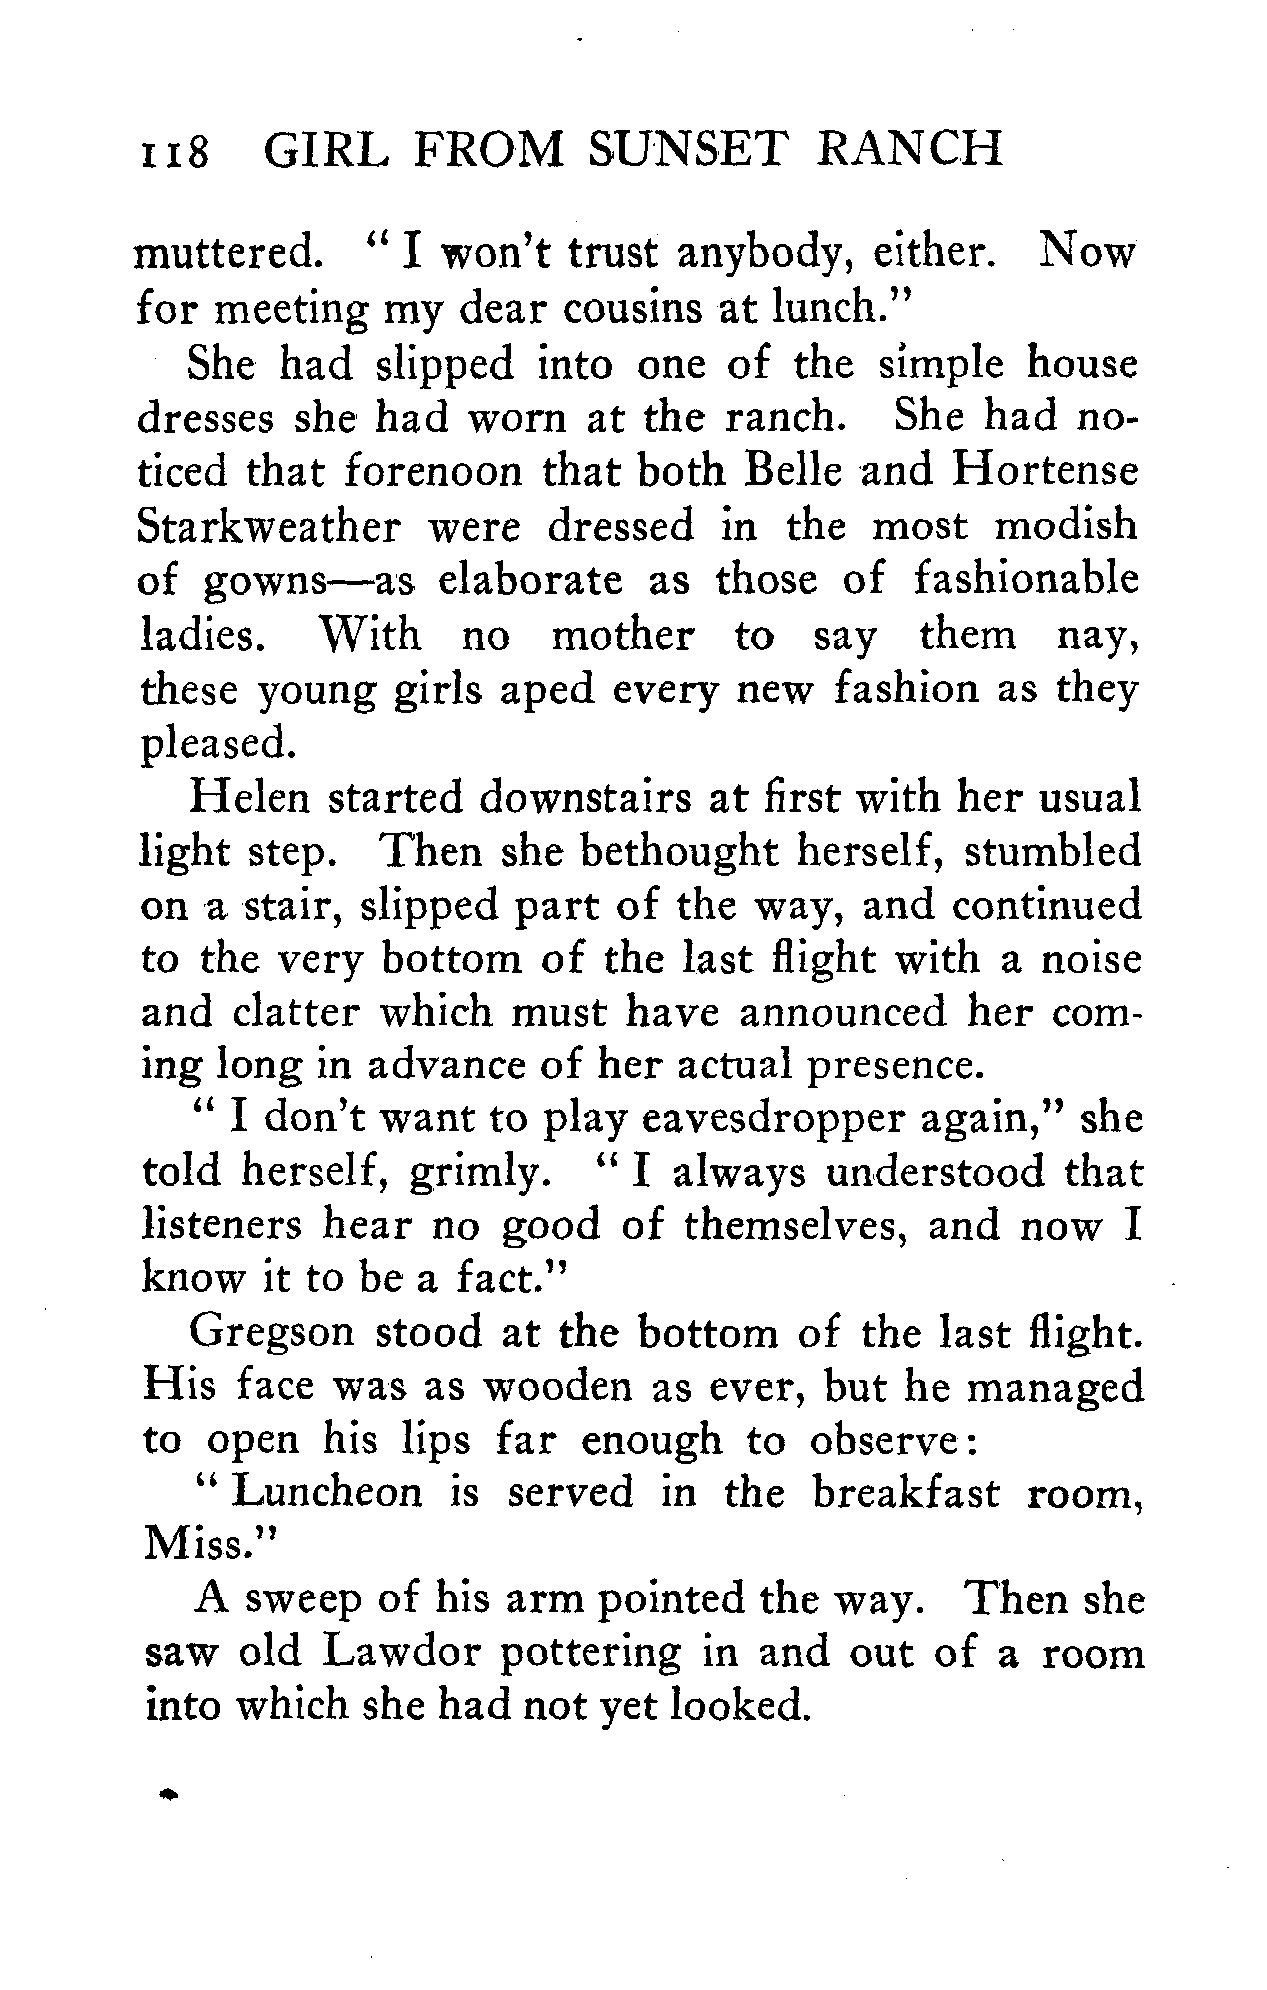 118 GIRL FROM SUNSET RANCH
muttered. " I won't trust anybody, either. Now
for meeting my dear cousins at lunch."
She had slipped into one of the simple house
dresses she had worn at the ranch. She had no-
ticed that forenoon that both Belle and Hortense
Starkweather were dressed in the most modish
of gowns—as elaborate as those of fashionable
ladies. With no mother to say them nay,
these young girls aped every new fashion as they
pleased.
Helen started downstairs at first with her usual
light step. Then she bethought herself, stumbled
on a stair, slipped part of the way, and continued
to the very bottom of the last flight with a noise
and clatter which must have announced her com-
ing long in advance of her actual presence.
" I don't want to play eavesdropper again," she
told herself, grimly. " I always understood that
listeners hear no good of themselves, and now I
know it to be a fact."
Gregson stood at the bottom of the last flight.
His face was as wooden as ever, but he managed
to open his lips far enough to observe:
" Luncheon is served in the breakfast room,
Miss."
A sweep of his arm pointed the way. Then she
saw old Lawdor pottering in and out of a room
into which she had not yet looked.